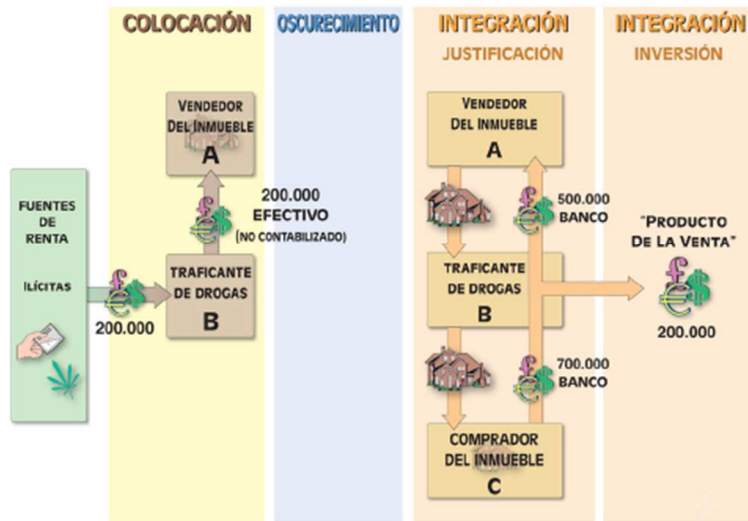 COLOCACIÓN
OSCURECIMIENTO
INTEGRACIÓN
JUSTIFICACIÓN
INTEGRACIÓN
INVERSIÓN
FUENTES
DE
RENTA
ILÍCITAS
200.000
VENDEDOR
DEL INMUEBLE
A
200.000
EFECTIVO
(NO CONTABILIZADO)
TRAFICANTE
DE DROGAS
B
VENDEDOR
DEL INMUEBLE
A
500.000
BANCO
TRAFICANTE
DE DROGAS
B
700.000
BANCO
COMPRADOR
DEL INMUEBLE
C
"PRODUCTO
DE LA VENTA"
200.000